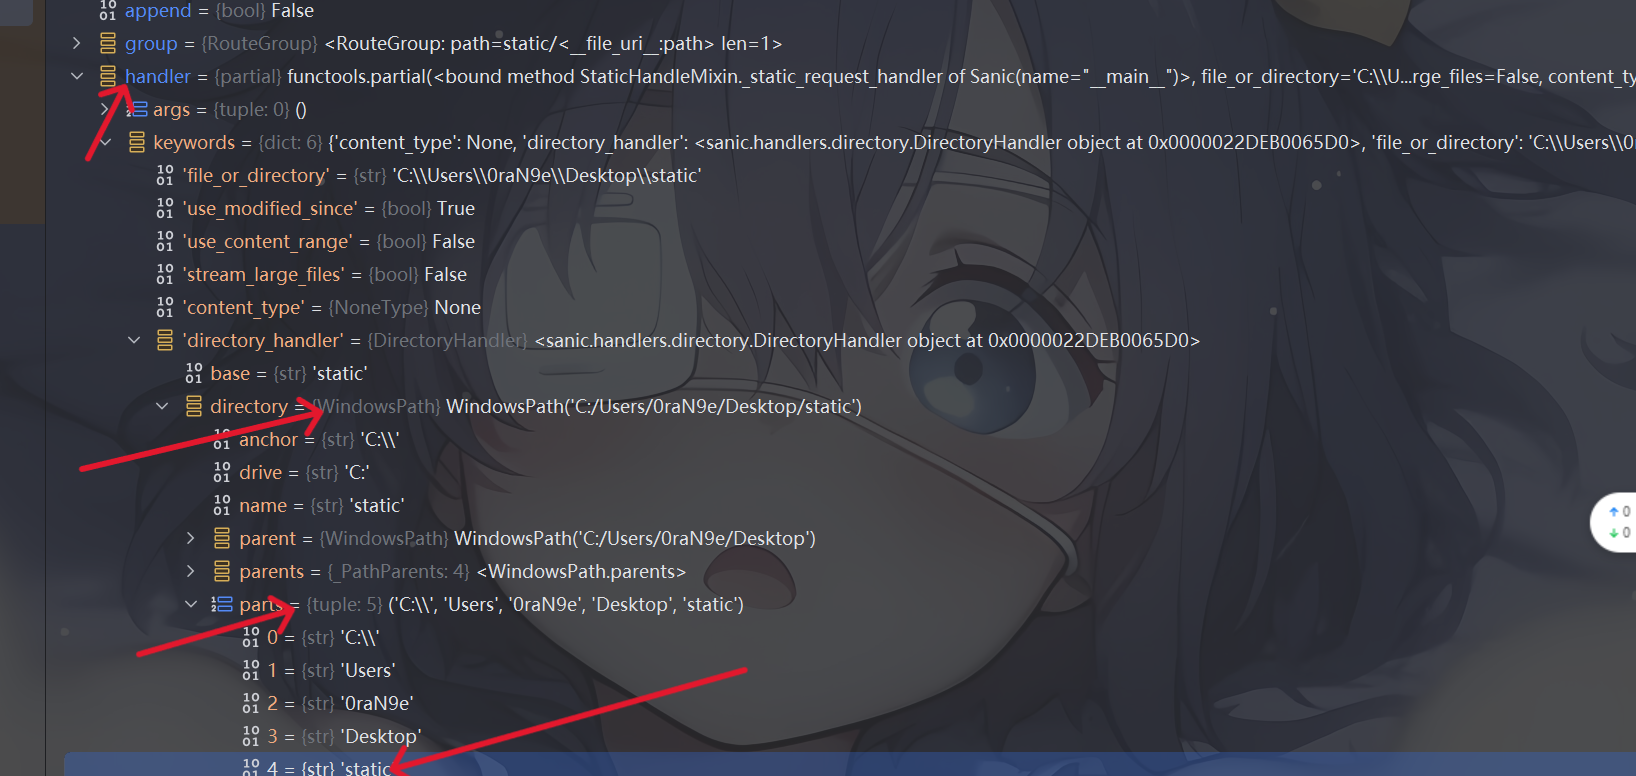 append = {bool} False
group = {RouteGroup} <RouteGroup: path=static/<__file_uri__:path> len=1>
handler = {partial} functools.partial(<bound method StaticHandleMixin._static_request_handler of Sanic(name="__main__")>, file_or_directory='C:\\U...rge_files=False, content_ty
args = {tuple: 0} ()
keywords = {dict: 6} {'content_type': None, 'directory_handler': <sanic.handlers.directory.DirectoryHandler object at 0x0000022DEB0065D0>, 'file_or_directory': 'C:\\Users\\0
'file_or_directory' = {str} 'C:\\Users\\0raN9e\\Desktop\\static'
'use_modified_since' = {bool} True
'use_content_range' = {bool} False
'stream_large_files' = {bool} False
'content_type' = {NoneType} None
'directory_handler' = {DirectoryHandler} <sanic.handlers.directory.DirectoryHandler object at 0x0000022DEB0065D0>
base = {str} 'static'
directory = {WindowsPath} WindowsPath('C:/Users/0raN9e/Desktop/static')
anchor = {str} 'C:\\'
drive = {str} 'C:'
name = {str} 'static'
parent = {WindowsPath} WindowsPath('C:/Users/0raN9e/Desktop')
parents = {_PathParents: 4} <WindowsPath.parents>
parts = {tuple: 5} ('C:\\', 'Users', '0raN9e', 'Desktop', 'static')
0 = {str} 'C:\\'
1 = {str} 'Users'
2 = {str} '0raN9e'
3 = {str} 'Desktop'
4 = {str} 'static
↑ 0
↓ 0